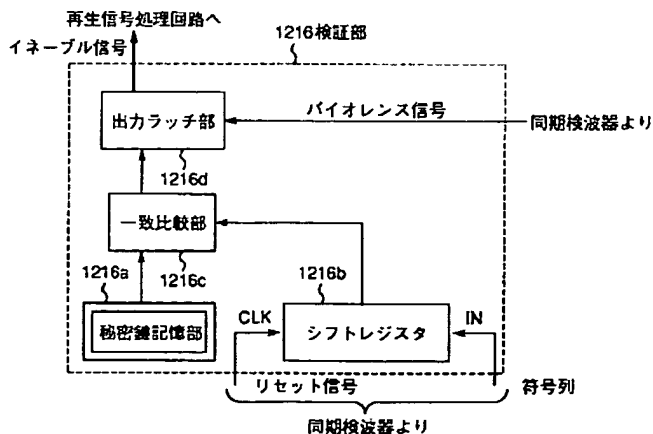 再生信号処理回路へ
イネーブル信号
1216検証部
出力ラッチ部
バイオレンス信号
同期検波器より
1216d
一致比較部
1216a
1216c
1216b
秘密鍵記憶部
CLK
シフトレジスタ
IN
リセット信号
符号列
同期検波器より